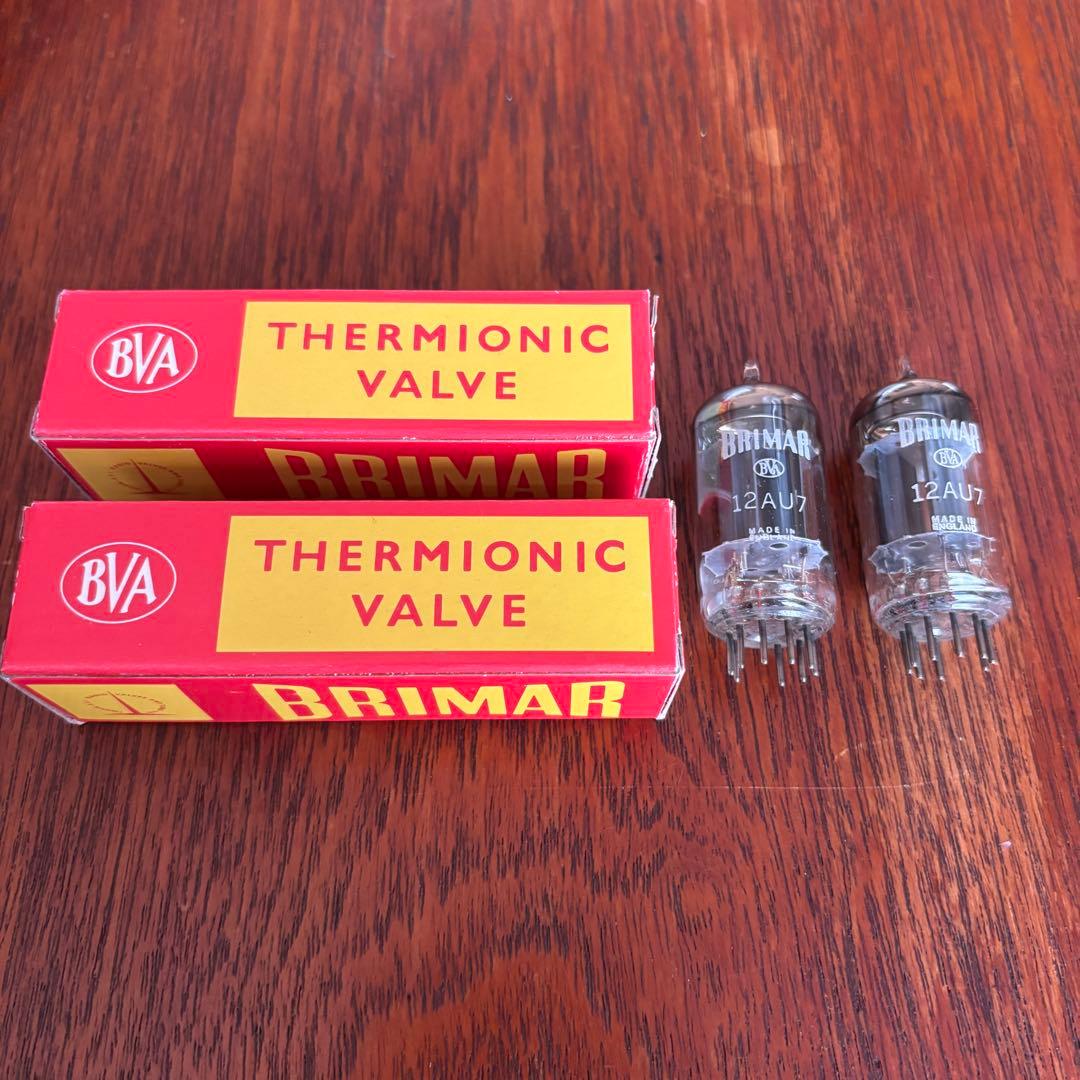 BVA
THERMIONIC
VALVE
BRIMAR
BVA
THERMIONIC
VALVE
BRIMAR
BRIMAR
BVA
12AU7
MADE IN
ENGLAND
BRIMAR
BVA
12AU7
MADE IN
ENGLAND